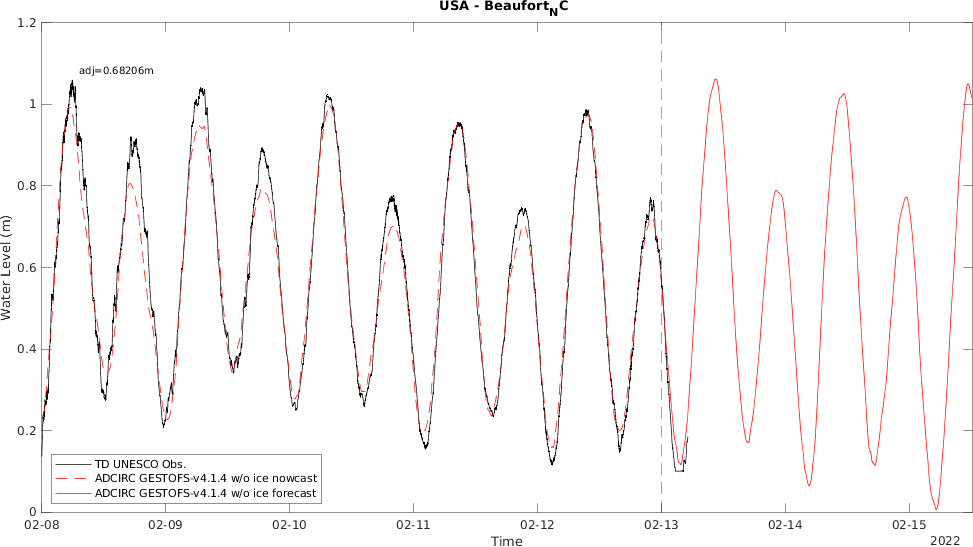 USA - Beaufort_NC
adj=0.68206m
1.2
1
0.8
0.6
0.4
0.2
0
Water Level (m)
TD UNESCO Obs.
ADCIRC GESTOFS-v4.1.4 w/o ice nowcast
ADCIRC GESTOFS-v4.1.4 w/o ice forecast
02-08 02-09 02-10 02-11 02-12 02-13 02-14 02-15
Time
2022